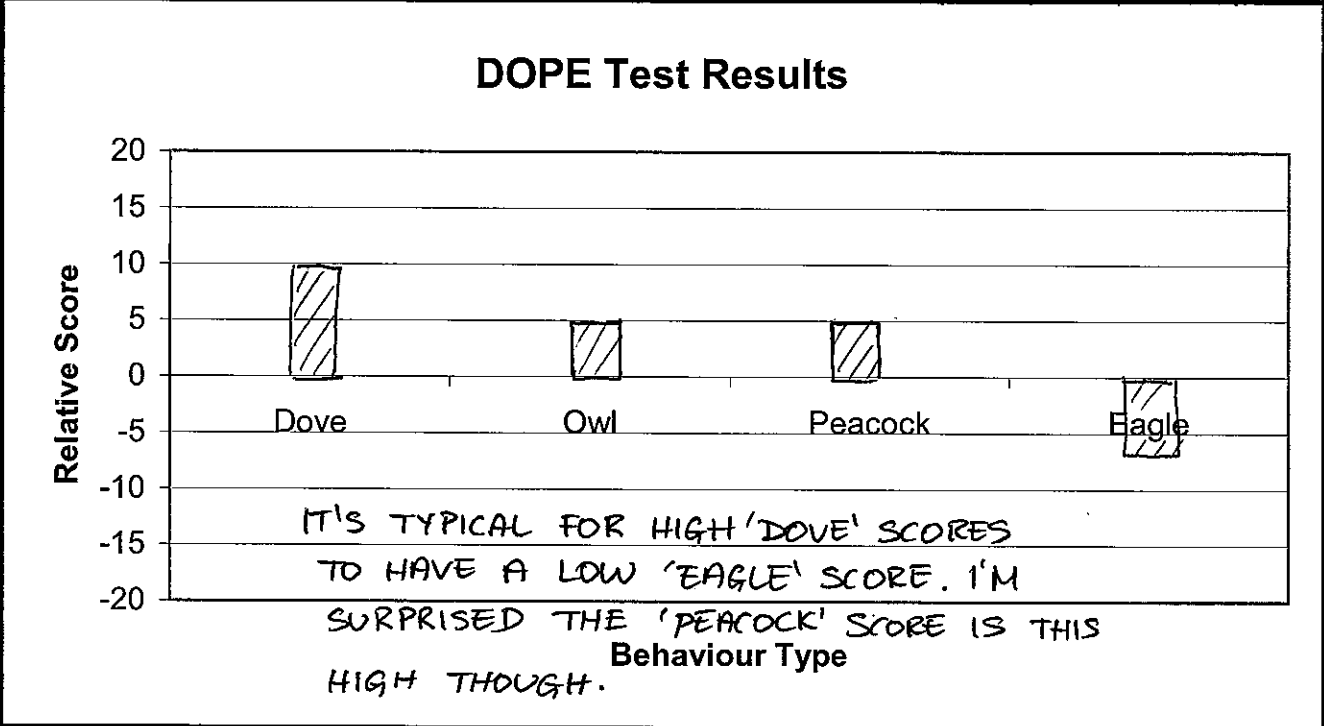 DOPE Test Results
20
15
10
5
0
-5
-10
-15
-20
Relative Score
Dove
Owl
Peacock
Eagle
IT'S TYPICAL FOR HIGH 'DOVE' SCORES
TO HAVE A LOW 'EAGLE' SCORE. I'M
SURPRISED THE 'PEACOCK' SCORE IS THIS
HIGH THOUGH.
Behaviour Type